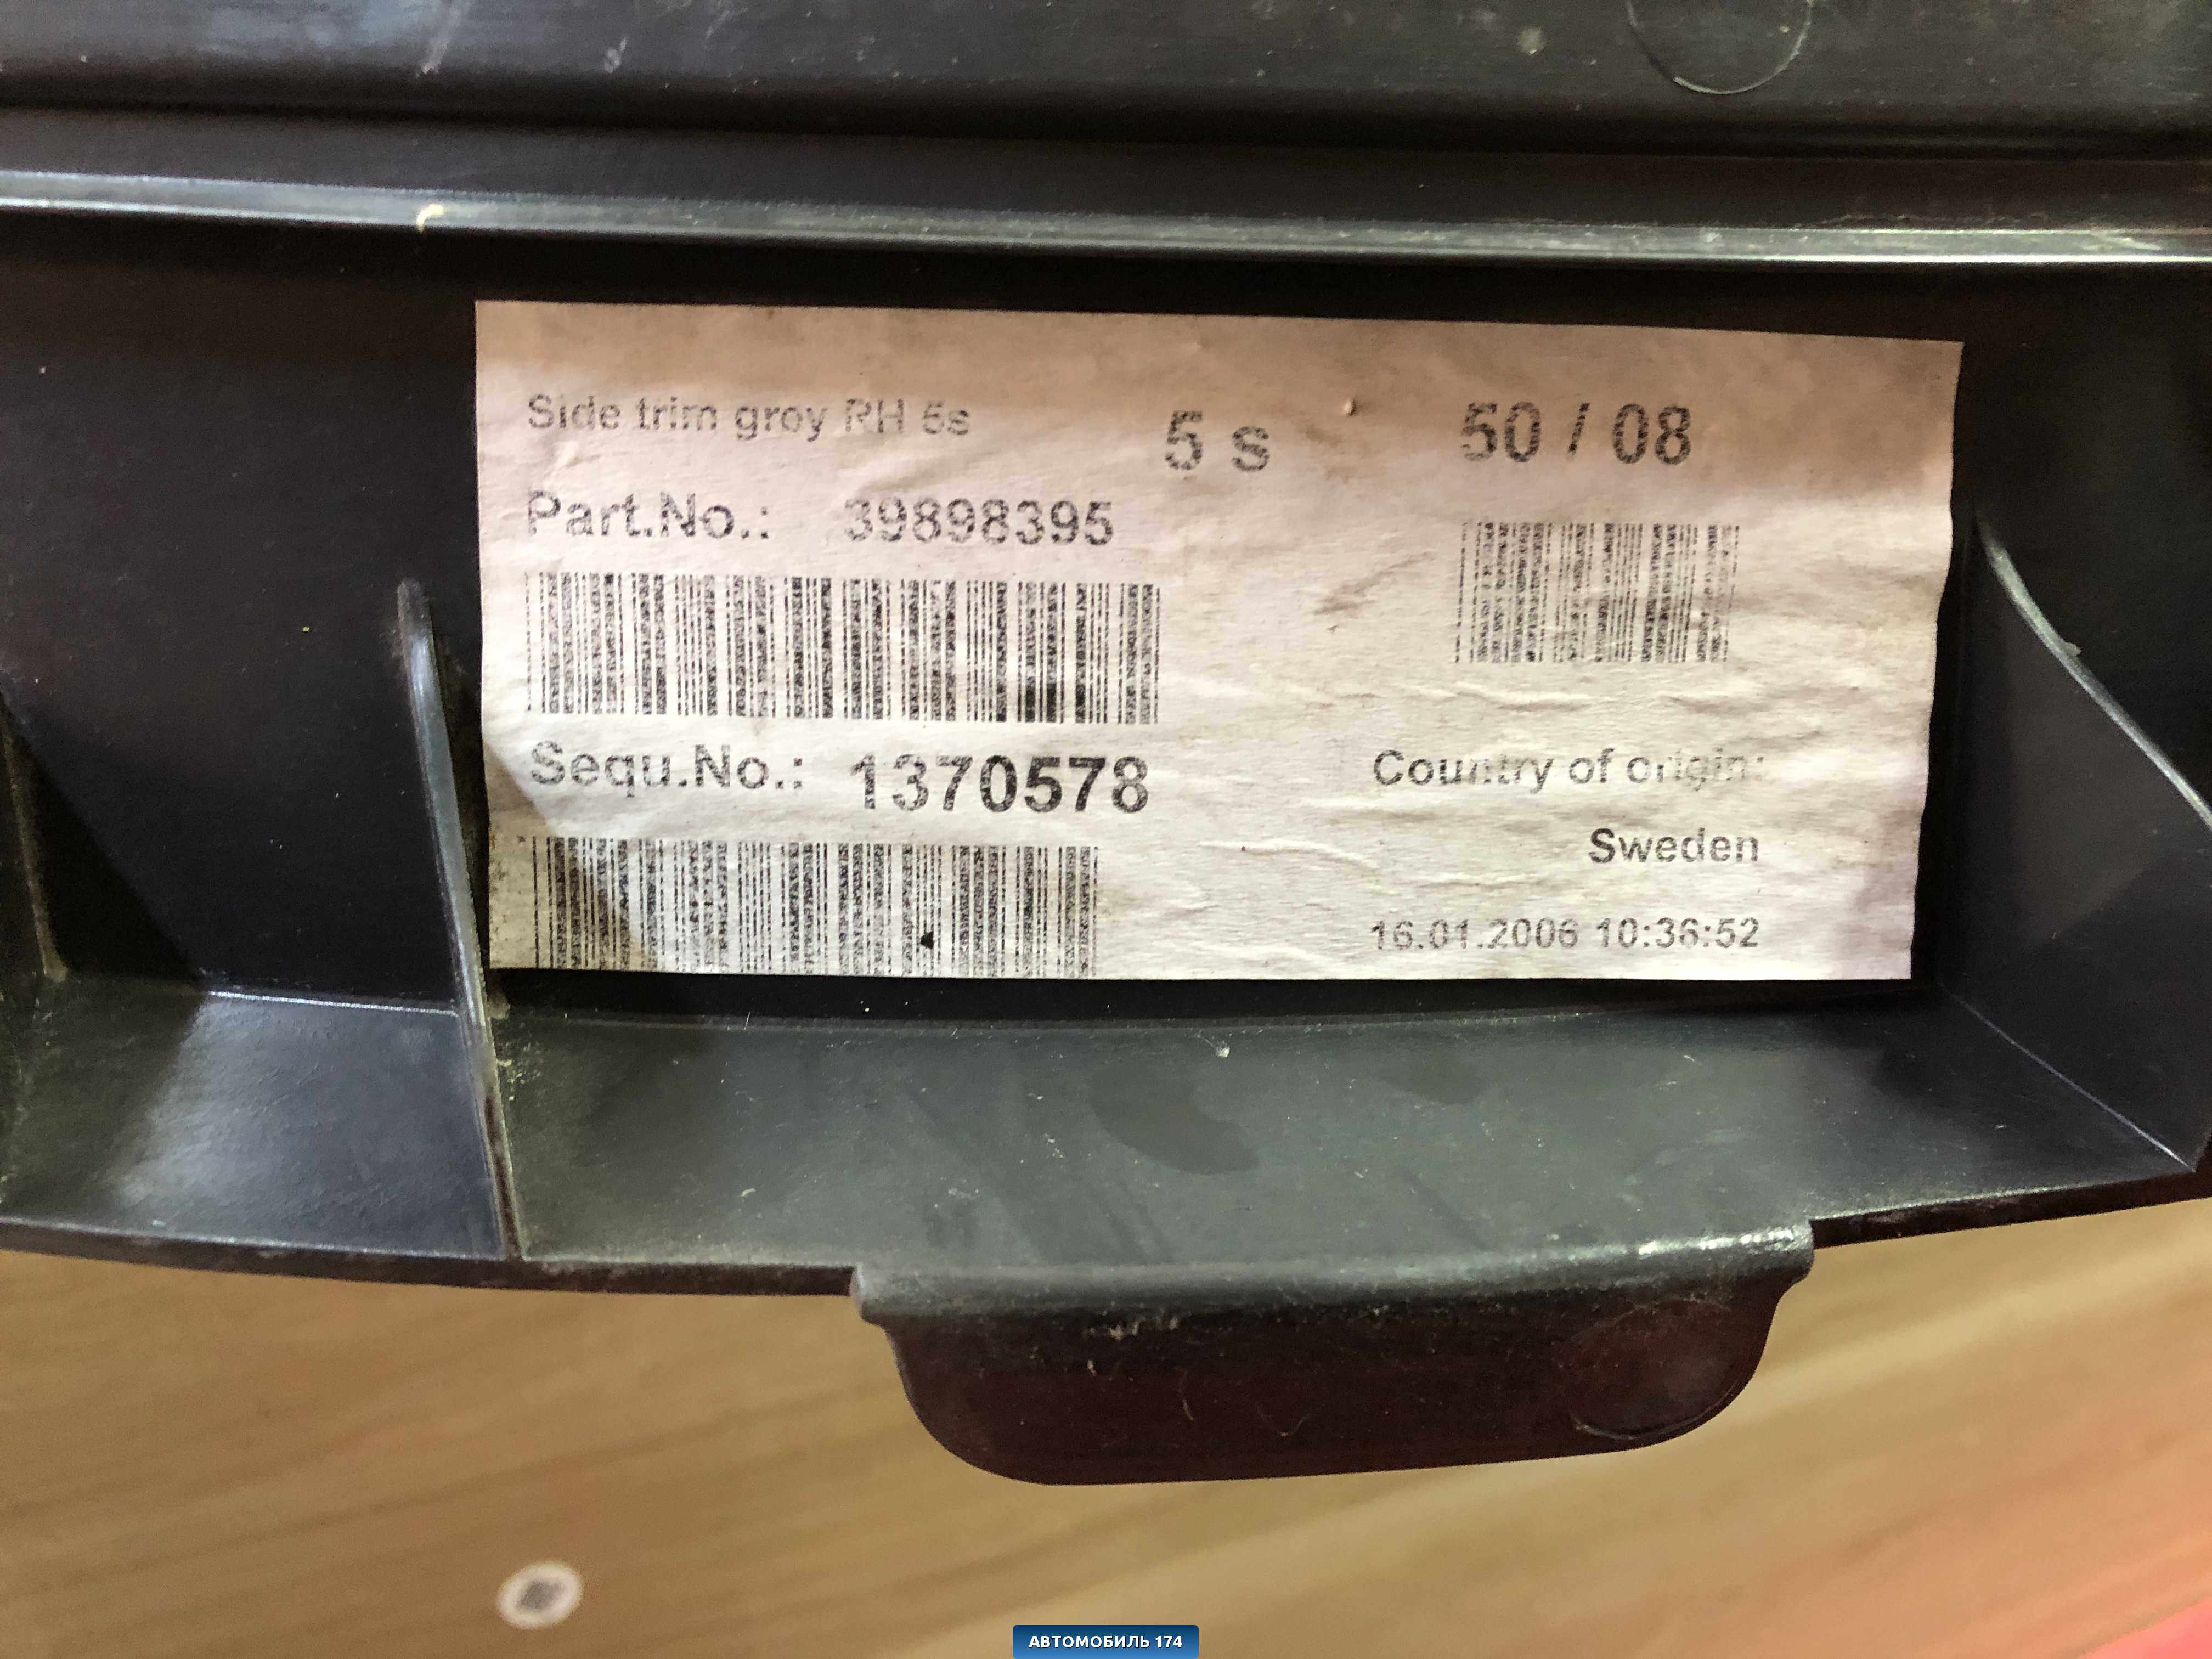 Side trim grey RH 5s
5 s
50 / 08
Part.No.: 39898395
Sequ.No.: 1370578
Country of origin:
Sweden
16.01.2006 10:36:52
АВТОМОБИЛЬ 174